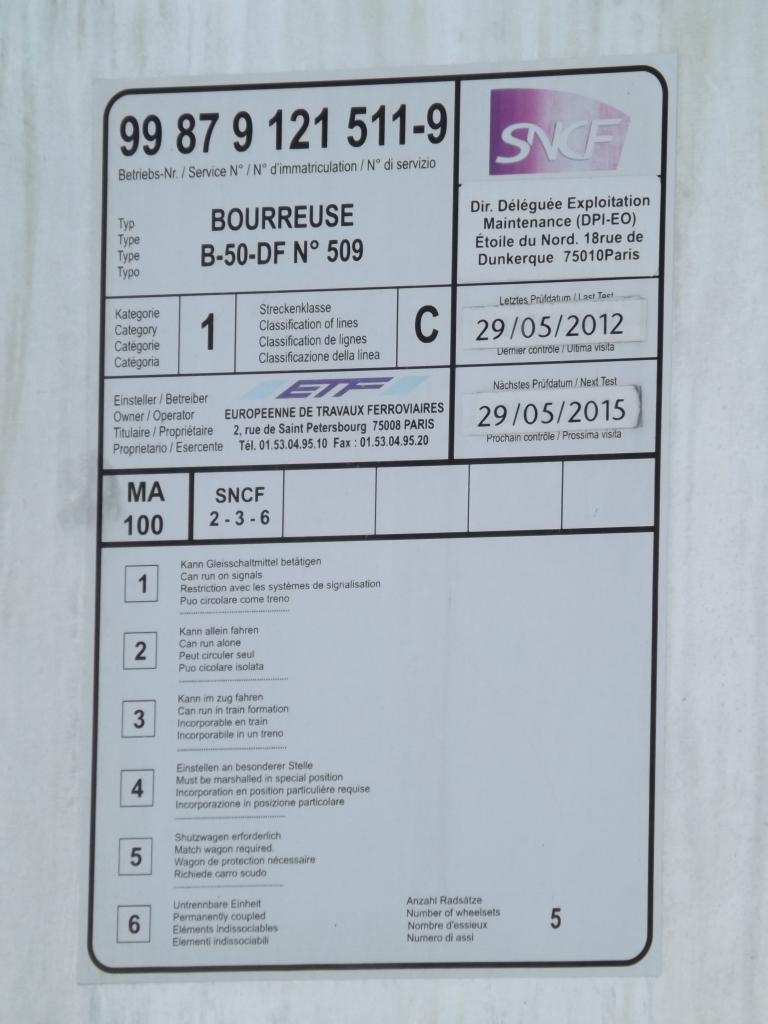 99 87 9 121 511-9
Betriebs-Nr. / Service N° / N° d'immatriculation / N° di servizio
SNCF
Typ
Type
Type
Typo
BOURREUSE
B-50-DF N° 509
Dir. Déléguée Exploitation
Maintenance (DPI-EO)
Étoile du Nord. 18rue de
Dunkerque 75010Paris
Kategorie
Category
Catégorie
Catégoria
1
Streckenklasse
Classification of lines
Classification de lignes
Classificazione della linea
C
Letztes Prüfdatum / Last Test
29/05/2012
Dernier contrôle / Ultima visita
Einsteller / Betreiber
Owner / Operator
Titulaire / Propriétaire
Proprietario / Esercente
ETF
EUROPEENNE DE TRAVAUX FERROVIAIRES
2, rue de Saint Petersbourg 75008 PARIS
Tél. 01.53.04.95.10 Fax : 01.53.04.95.20
Nächstes Prüfdatum / Next Test
29/05/2015
Prochain contrôle / Prossima visita
MA
100
SNCF
2 - 3 - 6
1
Kann Gleisschaltmittel betätigen
Can run on signals
Restriction avec les systèmes de signalisation
Puo circolare come treno
2
Kann allein fahren
Can run alone
Peut circuler seul
Puo cicolare isolata
3
Kann im zug fahren
Can run in train formation
Incorporable en train
Incorporabile in un treno
4
Einstellen an besonderer Stelle
Must be marshalled in special position
Incorporation en position particulière requise
Incorporazione in posizione particolare
5
Shutzwagen erforderlich
Match wagon required.
Wagon de protection nécessaire
Richiede carro scudo
6
Untrennbare Einheit
Permanently coupled
Eléments indissociables
Elementi indissociabili
Anzahl Radsätze
Number of wheelsets
Nombre d'essieux
Numero di assi
5